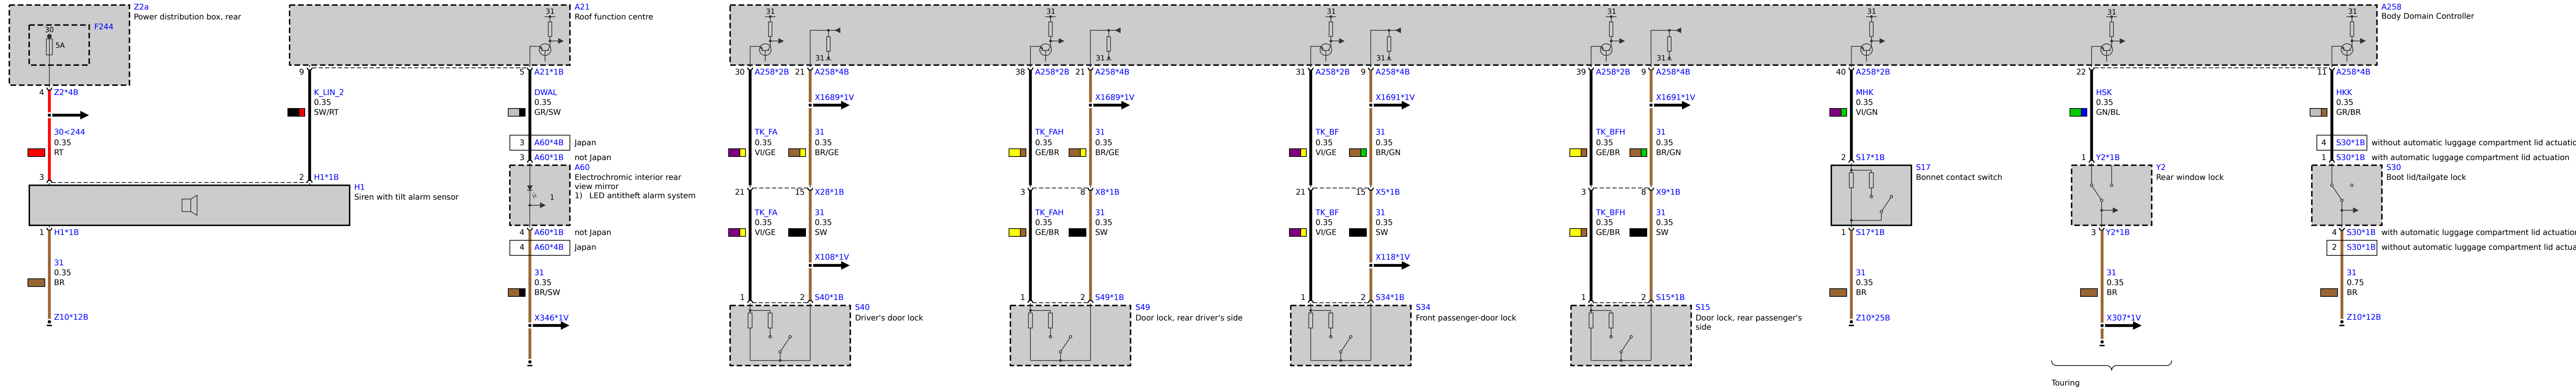 Z2a
Power distribution box, rear
F244
30
5A
4 Z2*4B
30<244
0.35
RT
3
A21
Roof function centre
31
9
K_LIN_2
0.35
SW/RT
2 H1*1B
H1
Siren with tilt alarm sensor
1 H1*1B
31
0.35
BR
Z10*12B
5 A21*1B
DWAL
0.35
GR/SW
3 A60*4B Japan
3 A60*1B not Japan
A60
Electrochromic interior rear
view mirror
1) LED antitheft alarm system
1
4 A60*1B not Japan
4 A60*4B Japan
31
0.35
BR/SW
X346*1V
A258
Body Domain Controller
31
31
30 A258*2B
21 A258*4B
X1689*1V
TK_FA
0.35
VI/GE
31
0.35
BR/GE
21
15 X28*1B
TK_FA
0.35
VI/GE
31
0.35
SW
X108*1V
1
2 S40*1B
S40
Driver's door lock
31
31
38 A258*2B
21 A258*4B
X1689*1V
TK_FAH
0.35
GE/BR
31
0.35
BR/GE
3
8 X8*1B
TK_FAH
0.35
GE/BR
31
0.35
SW
1
2 S49*1B
S49
Door lock, rear driver's side
31
31
31 A258*2B
9 A258*4B
X1691*1V
TK_BF
0.35
VI/GE
31
0.35
BR/GN
21
15 X5*1B
TK_BF
0.35
VI/GE
31
0.35
SW
X118*1V
1
2 S34*1B
S34
Front passenger-door lock
31
31
39 A258*2B
9 A258*4B
X1691*1V
TK_BFH
0.35
GE/BR
31
0.35
BR/GN
3
8 X9*1B
TK_BFH
0.35
GE/BR
31
0.35
SW
1
2 S15*1B
S15
Door lock, rear passenger's
side
31
40 A258*2B
MHK
0.35
VI/GN
2 S17*1B
S17
Bonnet contact switch
1 S17*1B
31
0.35
BR
Z10*25B
31
22
HSK
0.35
GN/BL
1 Y2*1B
Y2
Rear window lock
3 Y2*1B
31
0.35
BR
X307*1V
Touring
31
11 A258*4B
HKK
0.35
GR/BR
4 S30*1B without automatic luggage compartment lid
1 S30*1B with automatic luggage compartment lid actuation
S30
Boot lid/tailgate lock
4 S30*1B with automatic luggage compartment lid
2 S30*1B without automatic luggage compartment lid
31
0.75
BR
Z10*12B